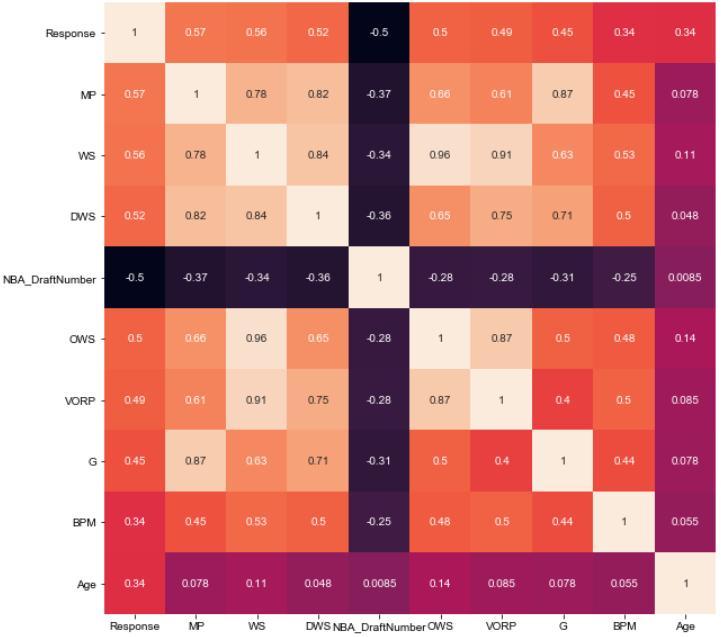 Response 1 0.57 0.56 0.52 -0.5 0.5 0.49 0.45 0.34 0.34
MP 0.57 1 0.78 0.82 -0.37 0.66 0.61 0.87 0.45 0.078
WS 0.56 0.78 1 0.84 -0.34 0.96 0.91 0.63 0.53 0.11
DWS 0.52 0.82 0.84 1 -0.36 0.65 0.75 0.71 0.5 0.048
NBA_DraftNumber -0.5 -0.37 -0.34 -0.36 1 -0.28 -0.28 -0.31 -0.25 0.0085
OWS 0.5 0.66 0.96 0.65 -0.28 1 0.87 0.5 0.48 0.14
VORP 0.49 0.61 0.91 0.75 -0.28 0.87 1 0.4 0.5 0.085
G 0.45 0.87 0.63 0.71 -0.31 0.5 0.4 1 0.44 0.078
BPM 0.34 0.45 0.53 0.5 -0.25 0.48 0.5 0.44 1 0.055
Age 0.34 0.078 0.11 0.048 0.0085 0.14 0.085 0.078 0.055 1
Response MP WS DWS NBA_DraftNumber OWS VORP G BPM Age